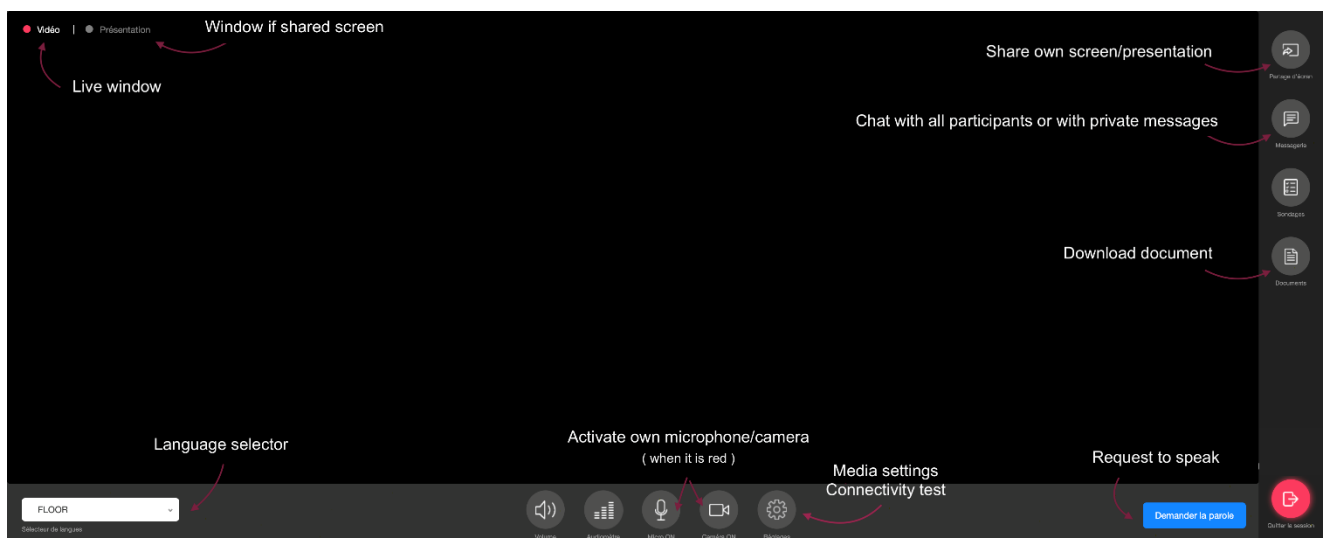 Vidéo | Présentation
Window if shared screen
Live window
Share own screen/presentation
Partage d'écran
Chat with all participants or with private messages
Messagerie
Sondages
Download document
Documents
Language selector
Activate own microphone/camera
( when it is red )
Media settings
Connectivity test
Request to speak
FLOOR
Sélecteur de langues
Volume
Audiomètre
Micro ON
Caméra ON
Réglages
Demander la parole
Quitter la session